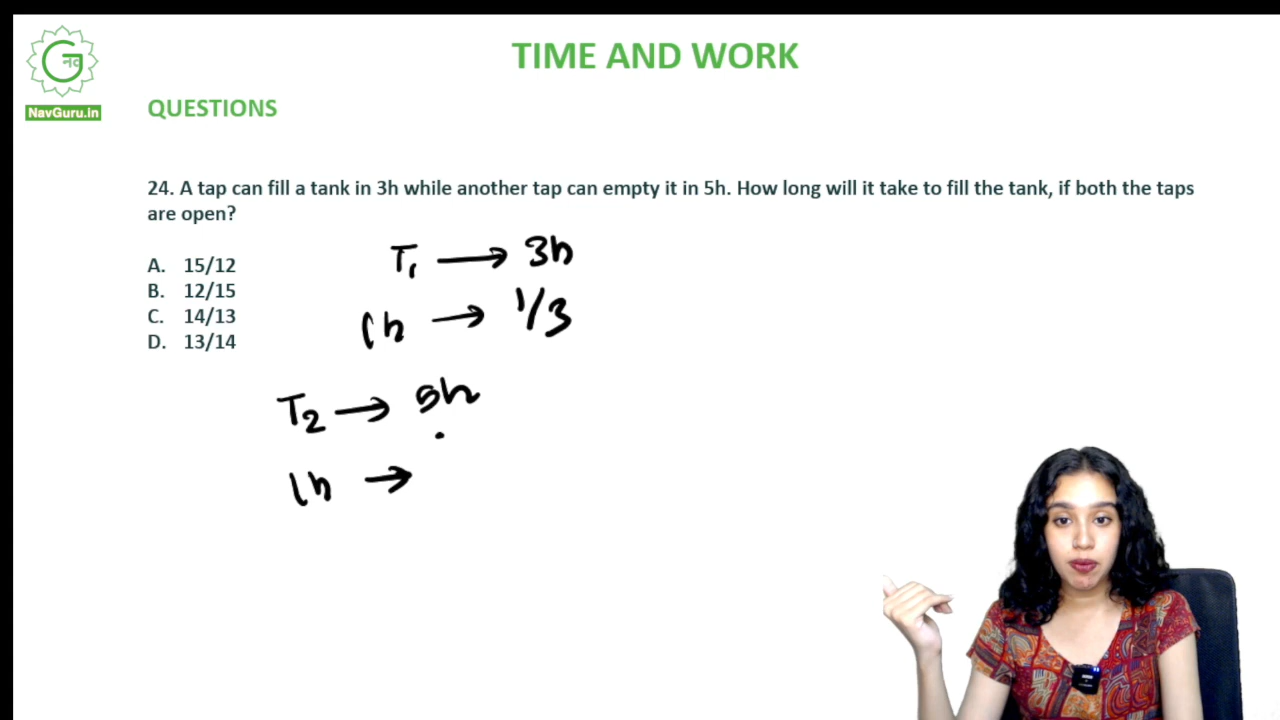 नव
NavGuru.in
TIME AND WORK
QUESTIONS
24. A tap can fill a tank in 3h while another tap can empty it in 5h. How long will it take to fill the tank, if both the taps
are open?
A. 15/12
B. 12/15
C. 14/13
D. 13/14
T₁ → 3h
1h → 1/3
T₂ → 5h
1h →